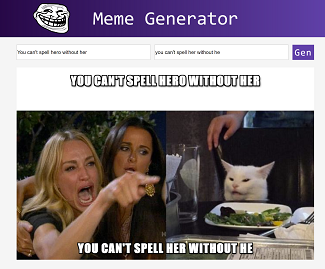 Meme Generator
You can't spell hero without her
you can't spell her without he
Gen
YOU CAN'T SPELL HERO WITHOUT HER
YOU CAN'T SPELL HER WITHOUT HE